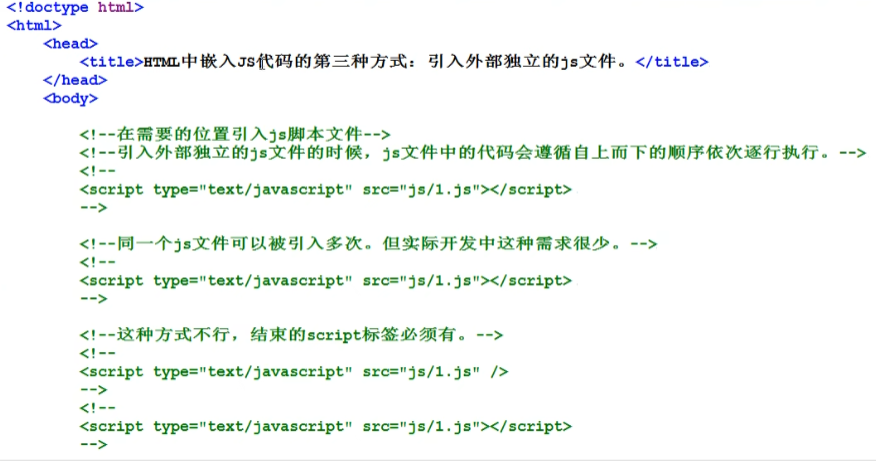 <!doctype html>
<html>
<head>
<title>HTML中嵌入JS代码的第三种方式：引入外部独立的js文件。</title>
</head>
<body>
<!--在需要的位置引入js脚本文件-->
<!--引入外部独立的js文件的时候，js文件中的代码会遵循自上而下的顺序依次逐行执行。-->
<!--
<script type="text/javascript" src="js/1.js"></script>
-->
<!--同一个js文件可以被引入多次。但实际开发中这种需求很少。-->
<!--
<script type="text/javascript" src="js/1.js"></script>
-->
<!--这种方式不行，结束的script标签必须有。-->
<!--
<script type="text/javascript" src="js/1.js" />
-->
<!--
<script type="text/javascript" src="js/1.js"></script>
-->